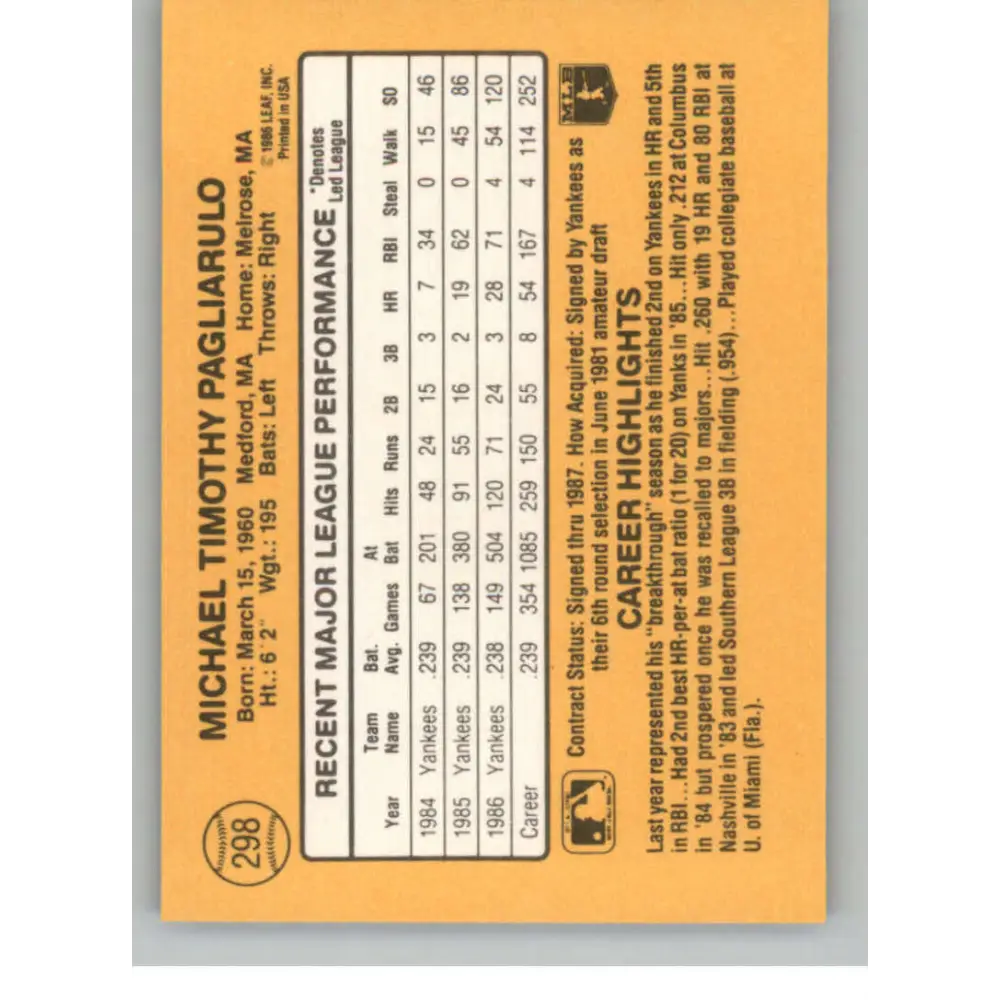 298
MICHAEL TIMOTHY PAGLIARULO
Born: March 15, 1960 Medford, MA Home: Melrose, MA
Ht.: 6'2" Wgt.: 195 Bats: Left Throws: Right
© 1986 LEAF, INC.
Printed in USA
RECENT MAJOR LEAGUE PERFORMANCE *Denotes Led League
Year Team Name Bat. Avg. Games At Bat Hits Runs 2B 3B HR RBI Steal Walk SO
1984 Yankees .239 67 201 48 24 15 3 7 34 0 15 46
1985 Yankees .239 138 380 91 55 16 2 19 62 0 45 86
1986 Yankees .238 149 504 120 71 24 3 28 71 4 54 120
Career .239 354 1085 259 150 55 8 54 167 4 114 252
Contract Status: Signed thru 1987. How Acquired: Signed by Yankees as
their 6th round selection in June 1981 amateur draft
MLB
CAREER HIGHLIGHTS
Last year represented his "breakthrough" season as he finished 2nd on Yankees in HR and 5th
in RBI...Had 2nd best HR-per-at bat ratio (1 for 20) on Yanks in '85...Hit only .212 at Columbus
in '84 but prospered once he was recalled to majors...Hit .260 with 19 HR and 80 RBI at
Nashville in '83 and led Southern League 3B in fielding (.954)...Played collegiate baseball at
U. of Miami (Fla.).